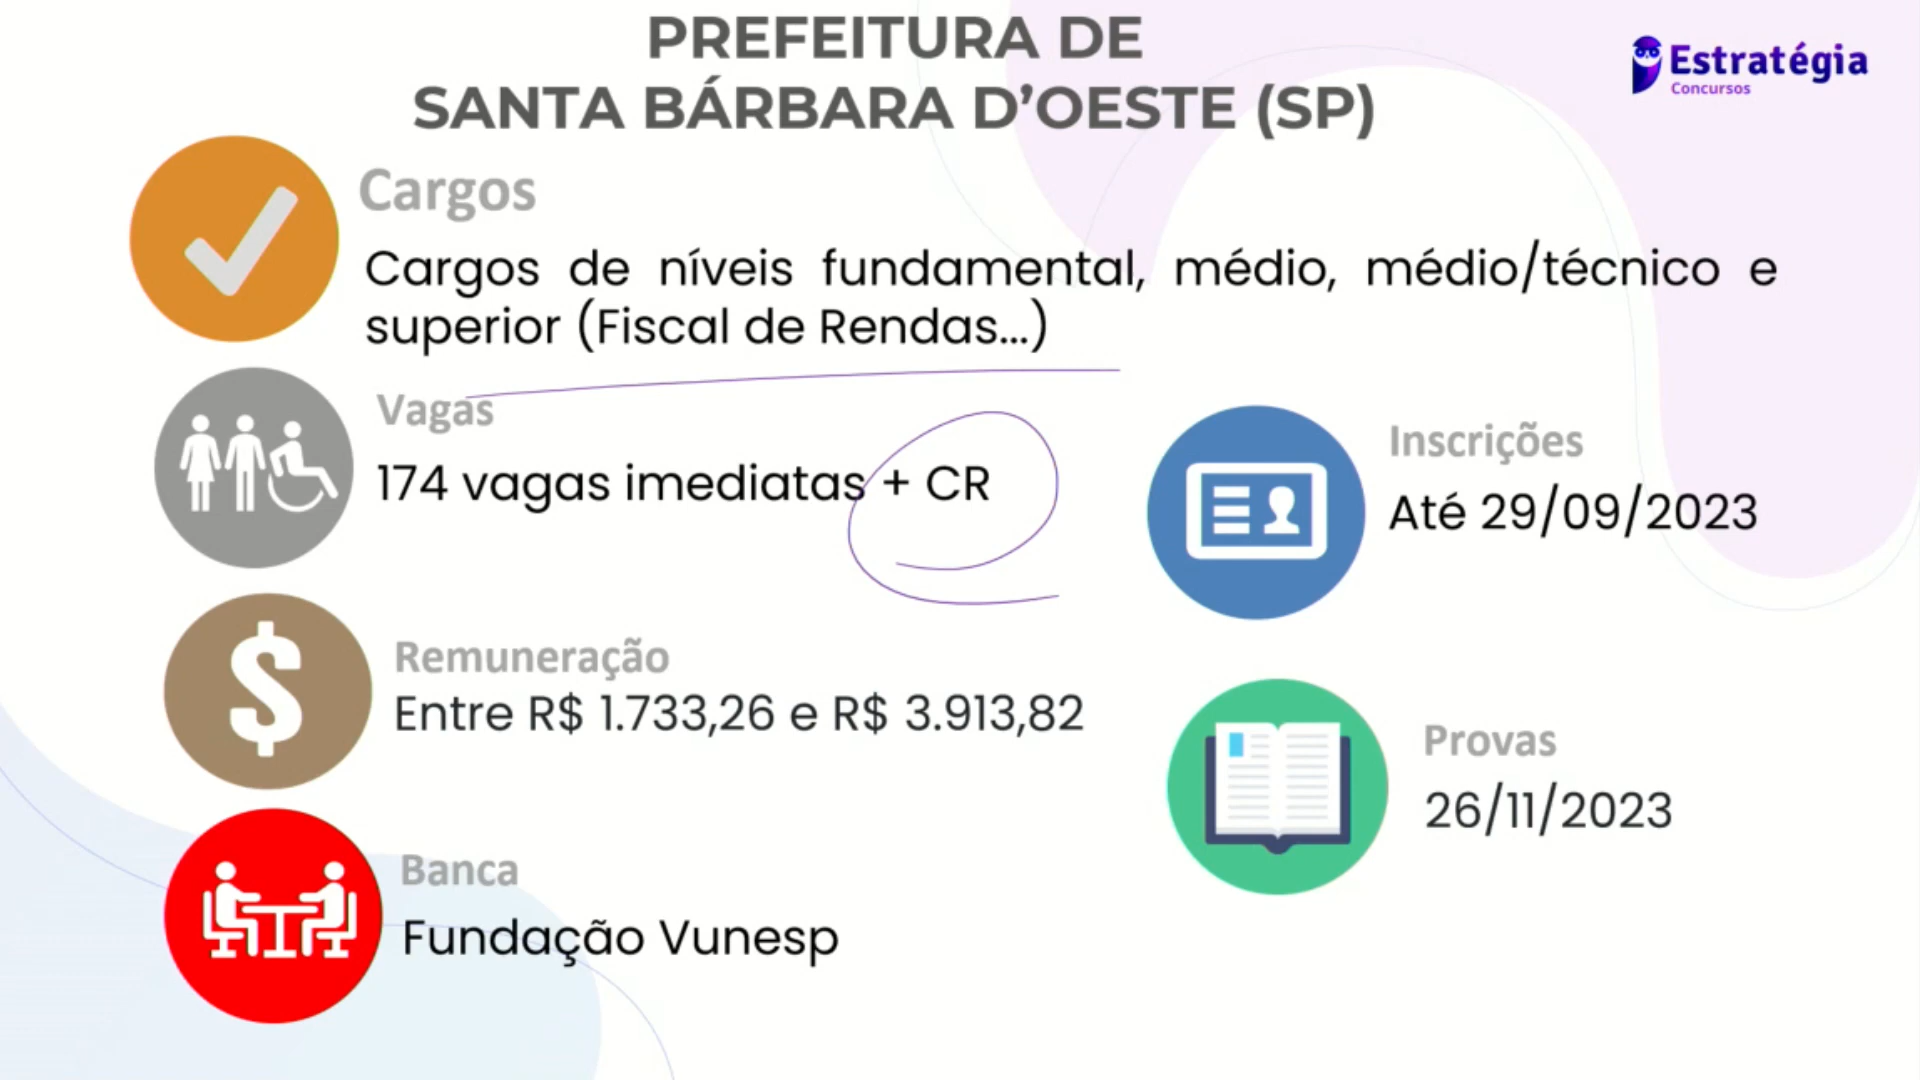 PREFEITURA DE
SANTA BÁRBARA D’OESTE (SP)
Estratégia
Concursos
Cargos
Cargos de níveis fundamental, médio, médio/técnico e
superior (Fiscal de Rendas...)
Vagas
174 vagas imediatas + CR
Inscrições
Até 29/09/2023
Remuneração
Entre R$ 1.733,26 e R$ 3.913,82
Provas
26/11/2023
Banca
Fundação Vunesp